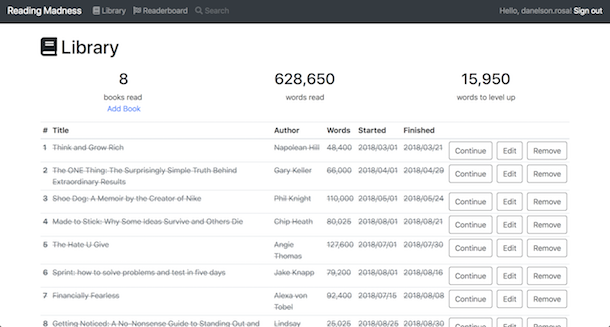 Reading Madness Library Readerboard Search Hello, danelson.rosa! Sign out
Library
8 628,650 15,950
books read words read words to level up
Add Book
# Title Author Words Started Finished
1 Think and Grow Rich Napolean Hill 48,400 2018/03/01 2018/03/21 Continue Edit Remove
2 The ONE Thing: The Surprisingly Simple Truth Behind Gary Keller 66,000 2018/04/01 2018/04/29 Continue Edit Remove
Extraordinary Results
3 Shoe Dog: A Memoir by the Creator of Nike Phil Knight 110,000 2018/05/01 2018/05/24 Continue Edit Remove
4 Made to Stick: Why Some Ideas Survive and Others Die Chip Heath 80,025 2018/08/01 2018/08/21 Continue Edit Remove
5 The Hate U Give Angie 127,600 2018/07/01 2018/07/30 Continue Edit Remove
Thomas
6 Sprint: how to solve problems and test in five days Jake Knapp 79,200 2018/08/01 2018/08/16 Continue Edit Remove
7 Financially Fearless Alexa von 92,400 2018/07/15 2018/08/08 Continue Edit Remove
Tobel
8 Getting Noticed: A No-Nonsense Guide to Standing Out and Lindsay 25,025 2018/08/25 2018/08/30 Continue Edit Remove